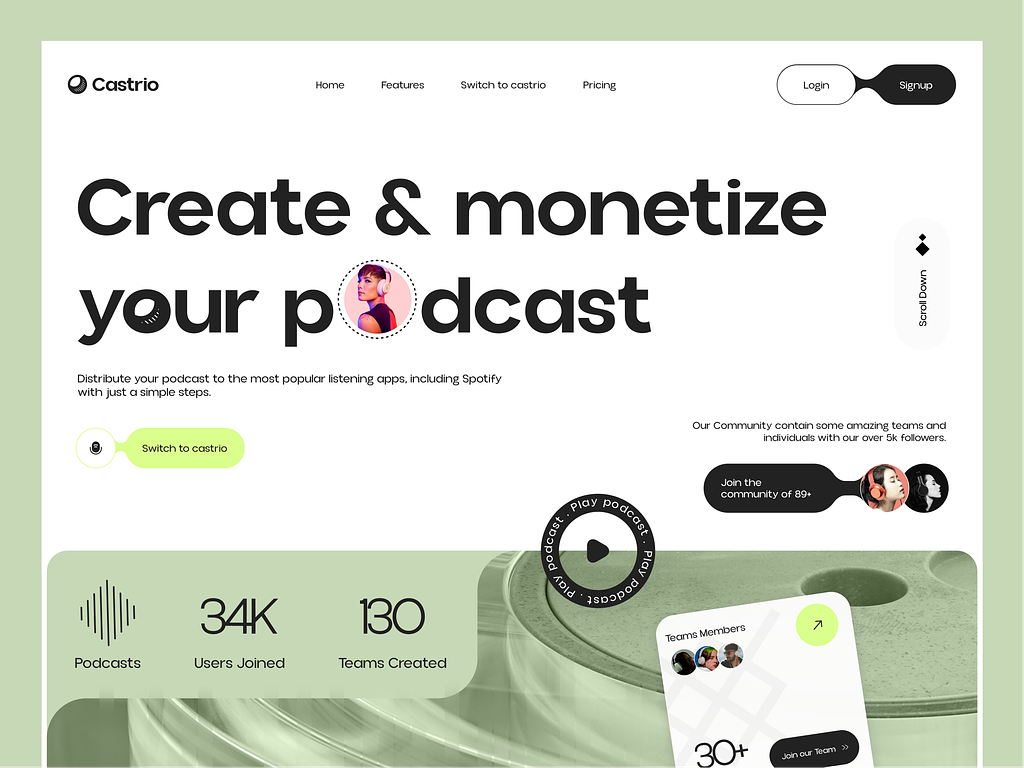 Castrio
Home
Features
Switch to castrio
Pricing
Login
Signup
Create & monetize
your podcast
Scroll Down
Distribute your podcast to the most popular listening apps, including Spotify
with just a simple steps.
Switch to castrio
Our Community contain some amazing teams and
individuals with our over 5k followers.
Join the
community of 89+
Play podcast . Play podcast . Play podcast .
Podcasts
34K
Users Joined
130
Teams Created
Teams Members
30+
Join our Team